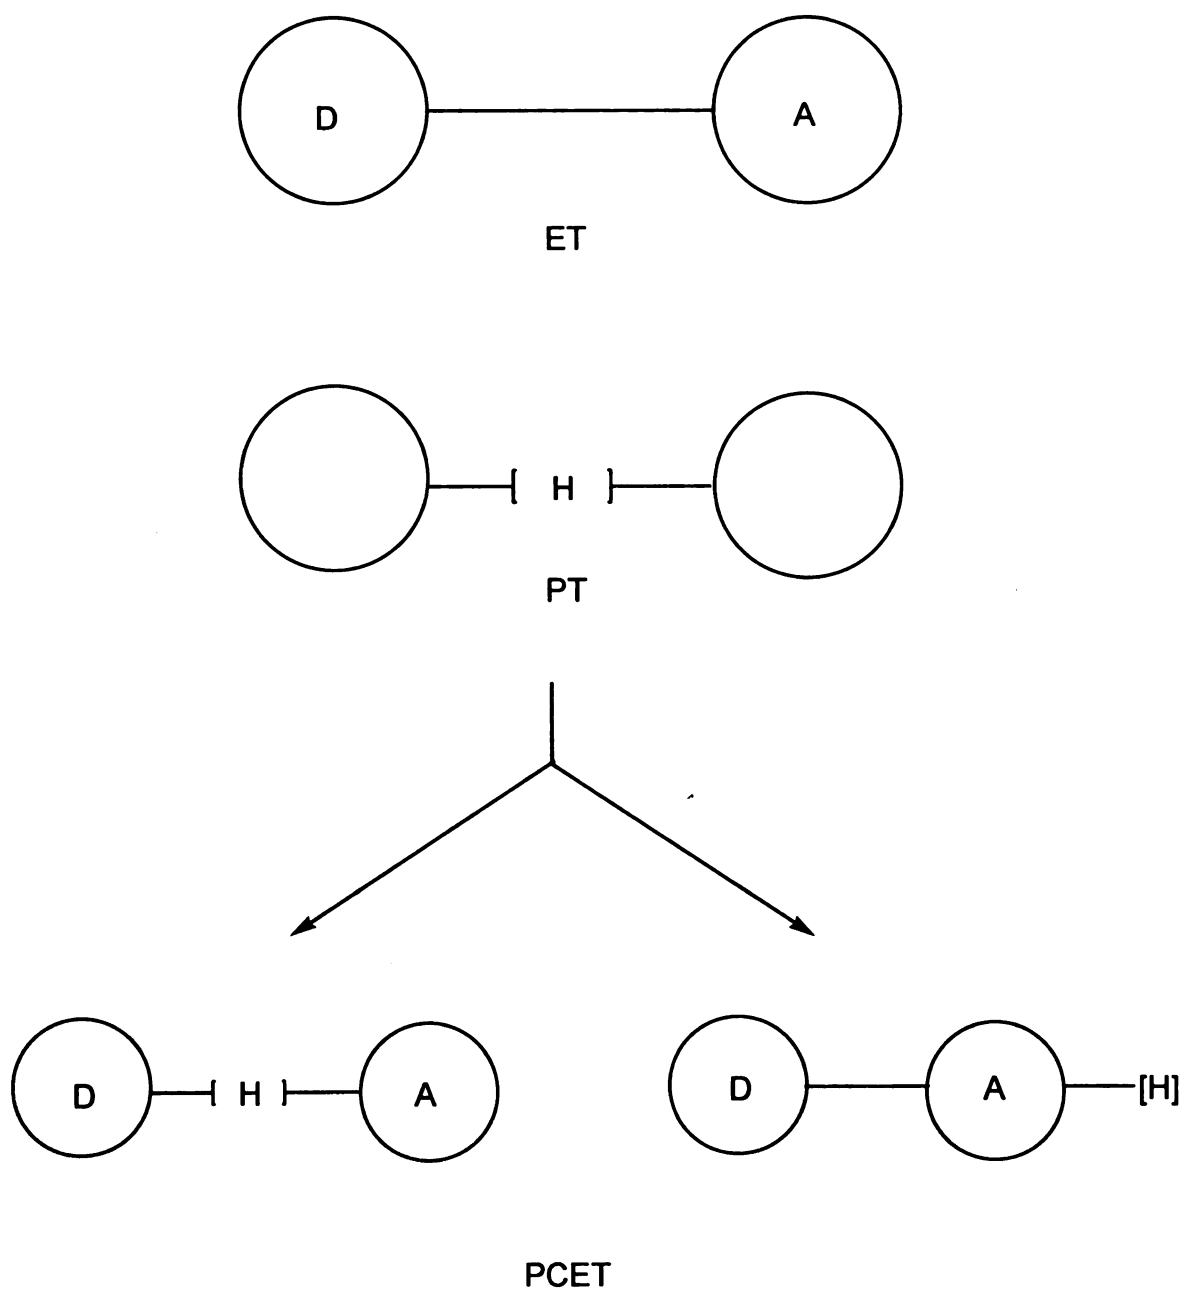 D A
ET
[ H ]
PT
D [ H ] A D A [H]
PCET